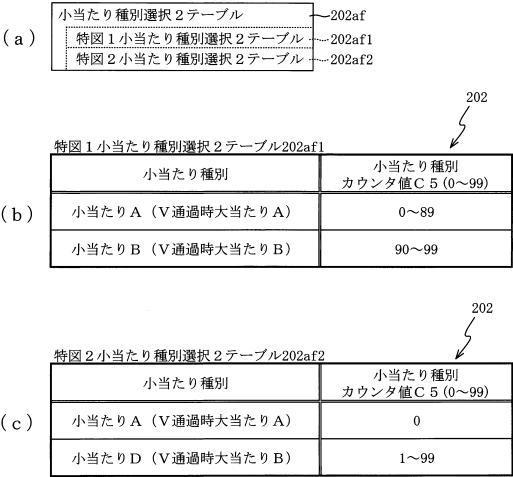 (a)
小当たり種別選択2テーブル 202af
特図1小当たり種別選択2テーブル 202af1
特図2小当たり種別選択2テーブル 202af2
202
特図1小当たり種別選択2テーブル202af1
(b)
小当たり種別 小当たり種別
カウンタ値C5(0~99)
小当たりA(V通過時大当たりA) 0~89
小当たりB(V通過時大当たりB) 90~99
202
特図2小当たり種別選択2テーブル202af2
(c)
小当たり種別 小当たり種別
カウンタ値C5(0~99)
小当たりA(V通過時大当たりA) 0
小当たりD(V通過時大当たりB) 1~99